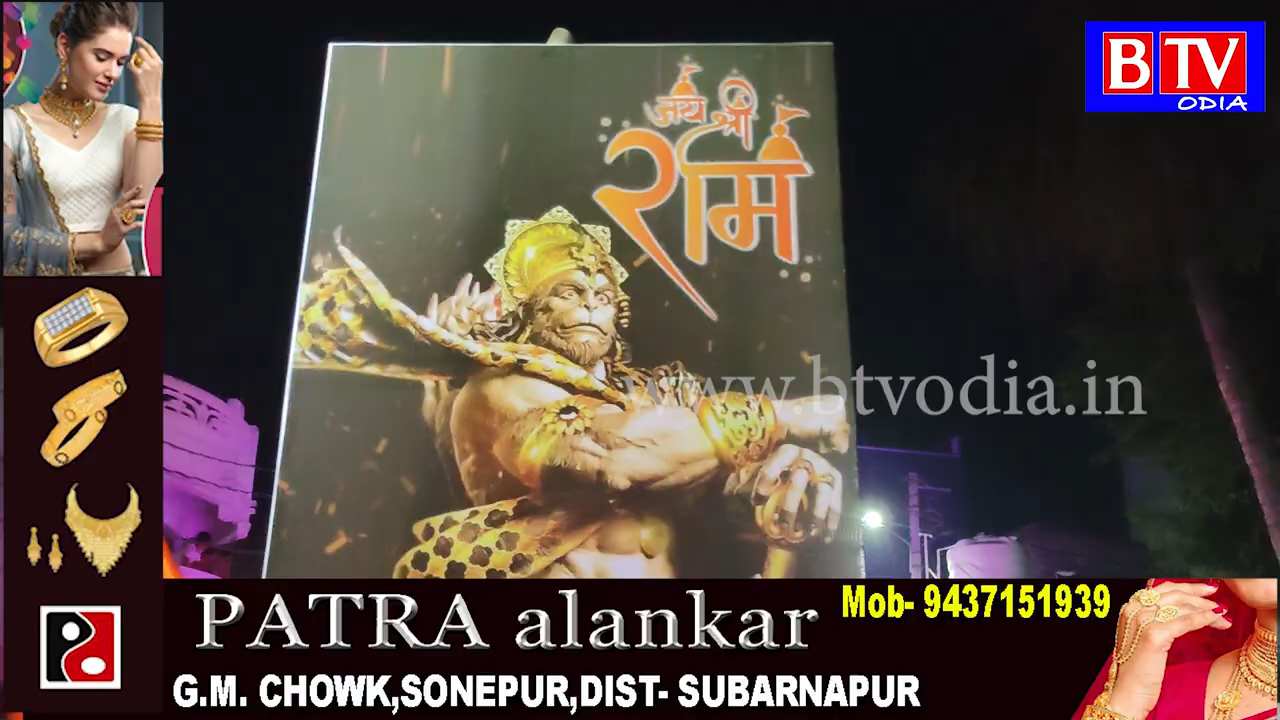 BTV
ODIA
जय श्री
राम
www.btvodia.in
PATRA alankar
Mob- 9437151939
G.M. CHOWK,SONEPUR,DIST- SUBARNAPUR